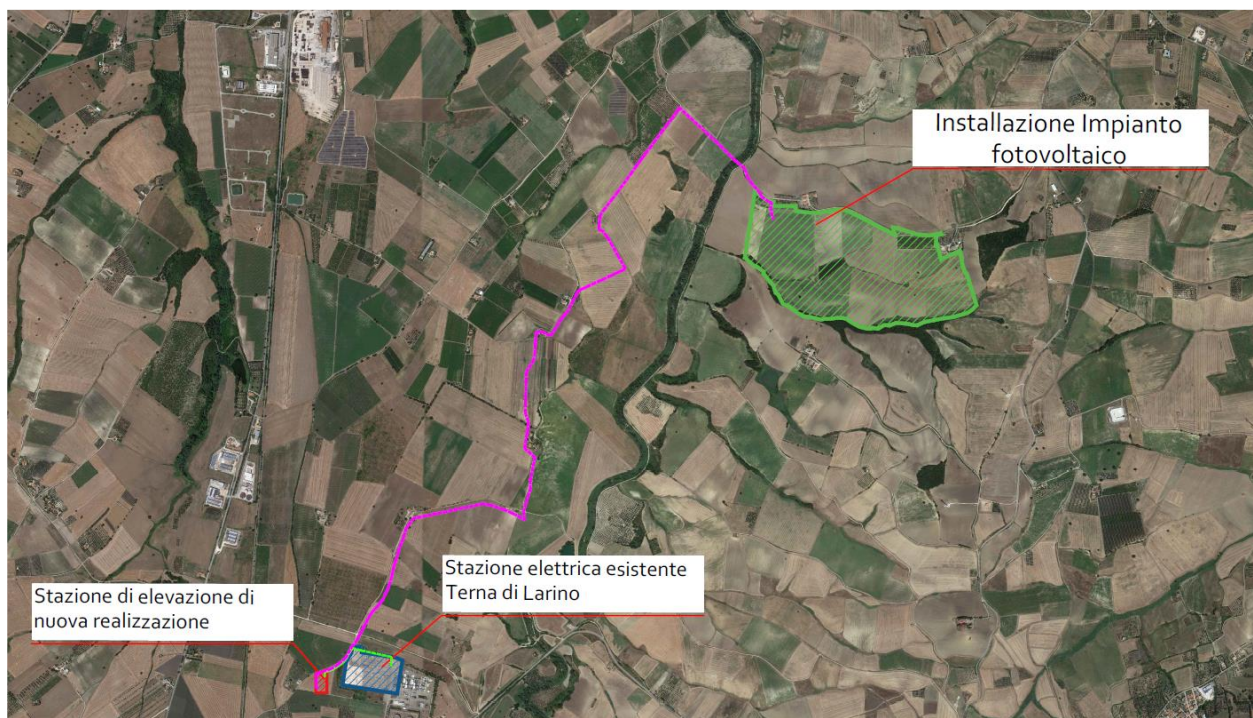 Installazione Impianto
fotovoltaico
Stazione elettrica esistente
Terna di Larino
Stazione di elevazione di
nuova realizzazione